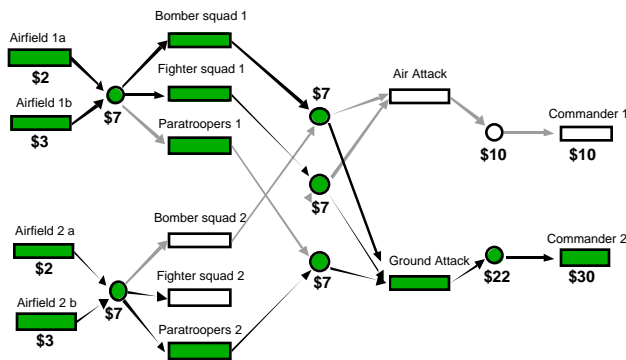 Airfield 1a
$2
Airfield 1b
$3
$7
Bomber squad 1
Fighter squad 1
Paratroopers 1
$7
$7
Air Attack
$10
Commander 1
$10
Airfield 2 a
$2
Airfield 2 b
$3
$7
Bomber squad 2
Fighter squad 2
Paratroopers 2
$7
Ground Attack
$22
Commander 2
$30